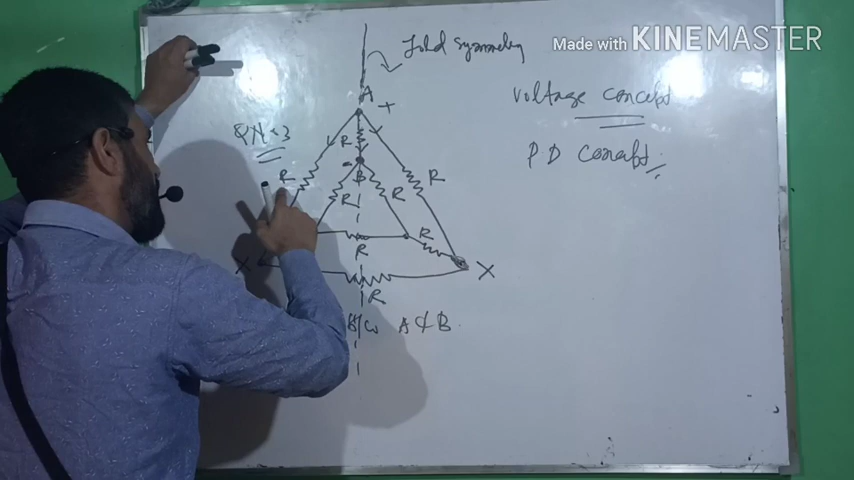 Made with KINEMASTER
Fold symmetry
voltage concept
P D concept
A +
QN < 3
R
R
R
-
B
R
R
R
R
X
X
R
B/w A & B